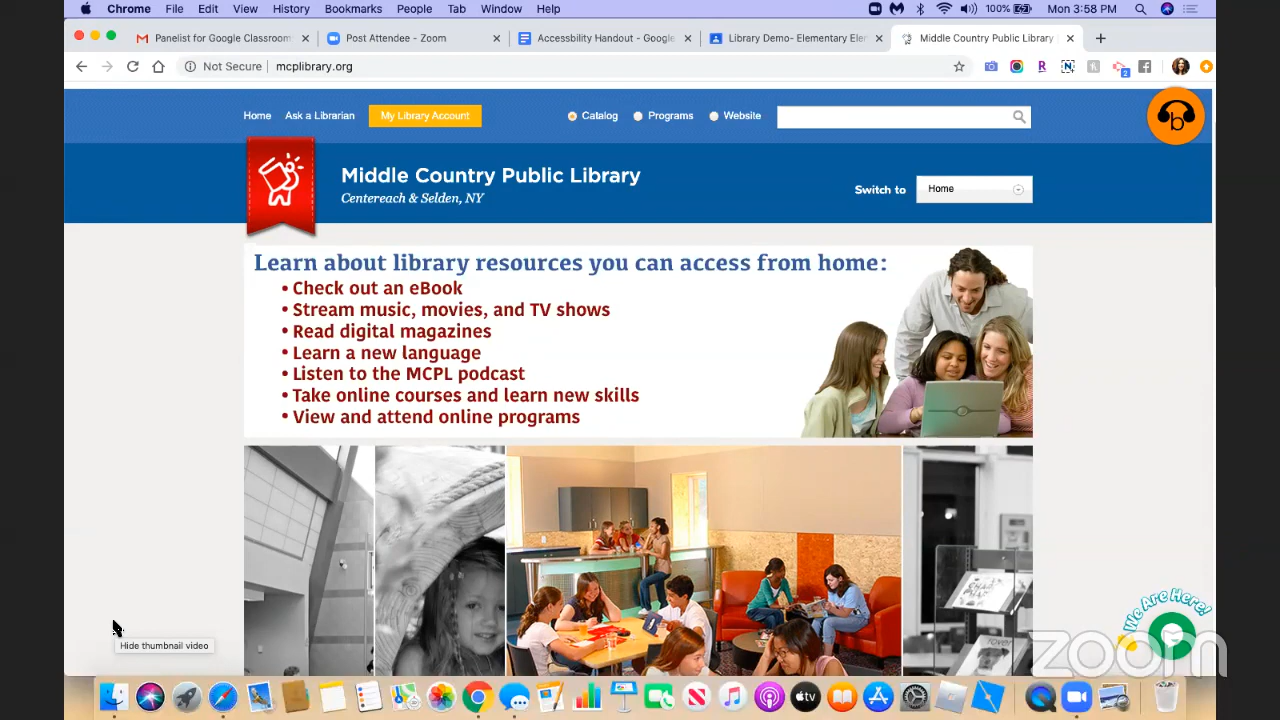 Chrome File Edit View History Bookmarks People Tab Window Help 100% Mon 3:58 PM
Panelist for Google Classroom Post Attendee - Zoom Accessbility Handout - Google Library Demo- Elementary Eler Middle Country Public Library
Not Secure mcplibrary.org
Home Ask a Librarian My Library Account Catalog Programs Website
Middle Country Public Library
Centereach & Selden, NY
Switch to Home
Learn about library resources you can access from home:
• Check out an eBook
• Stream music, movies, and TV shows
• Read digital magazines
• Learn a new language
• Listen to the MCPL podcast
• Take online courses and learn new skills
• View and attend online programs
We Are Here!
Hide thumbnail video
zoom
tv